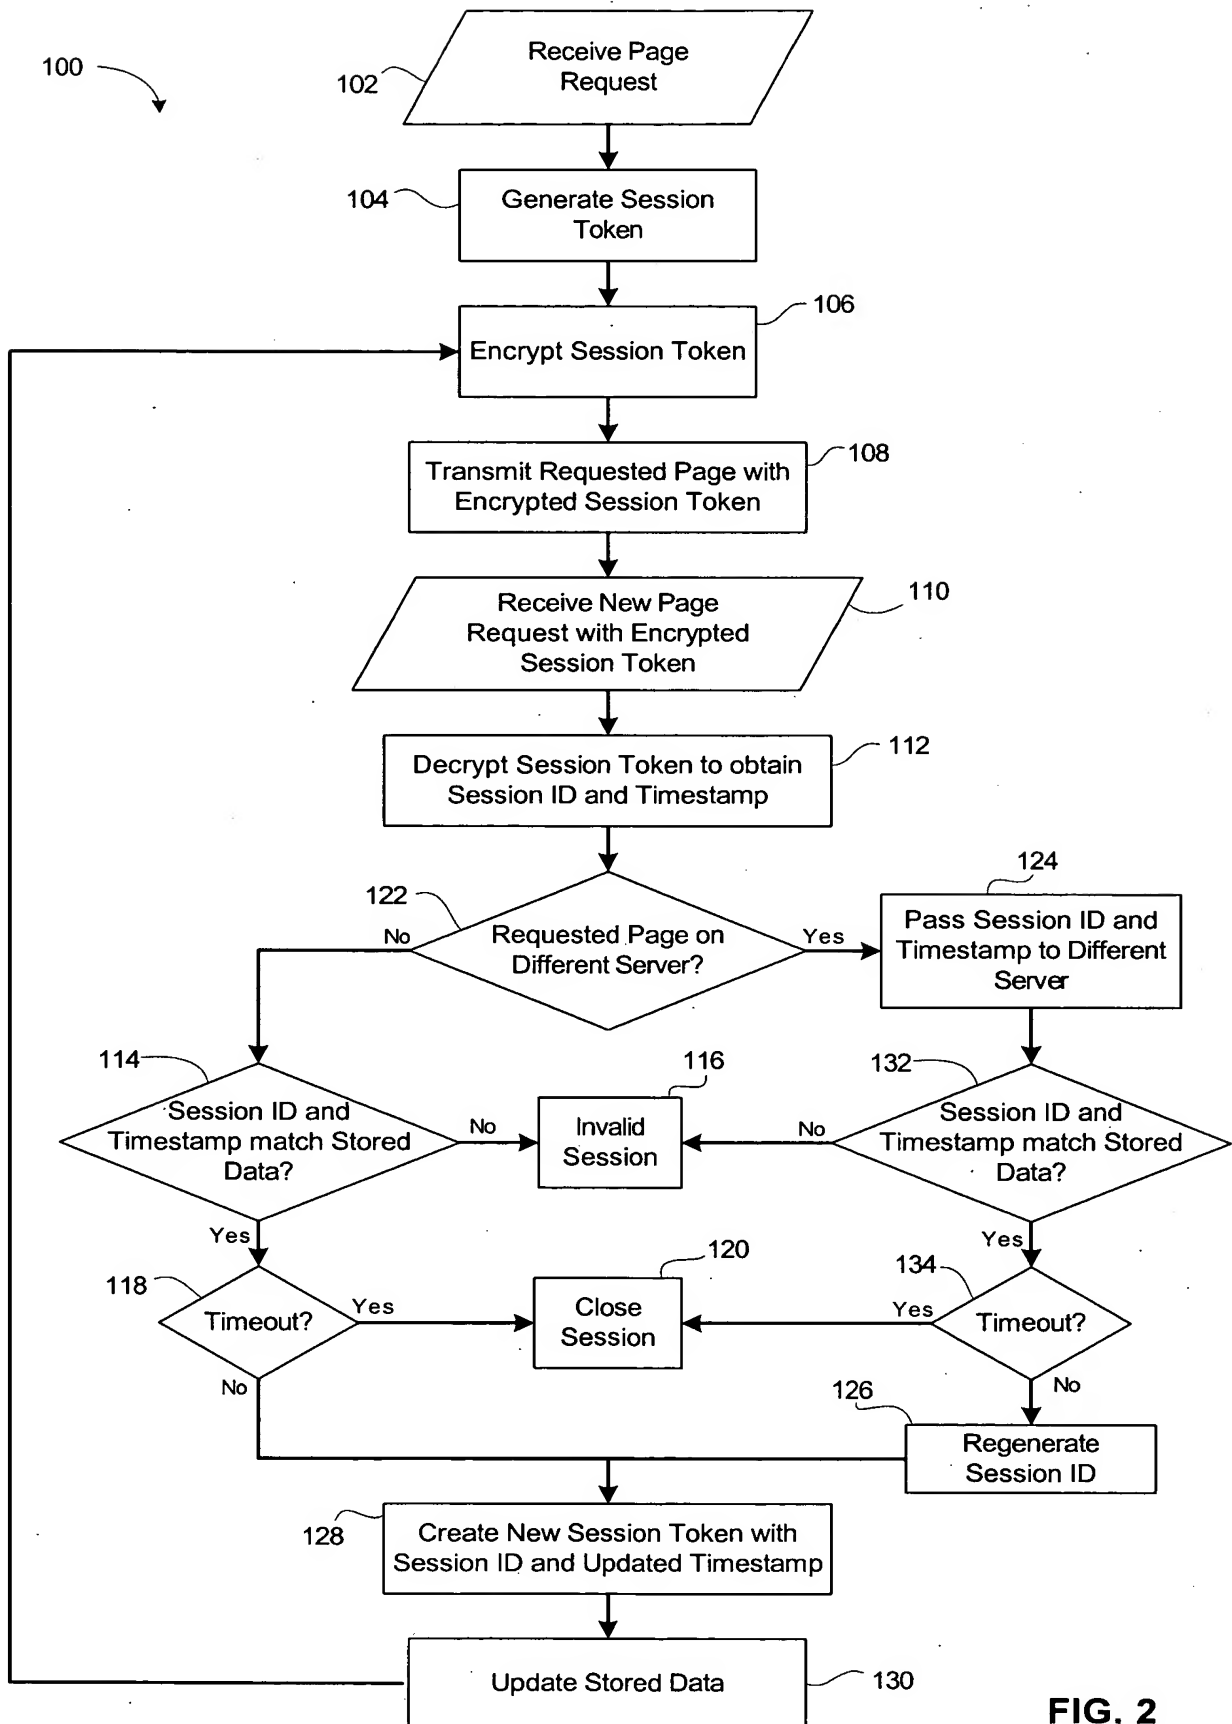 100
102
Receive Page
Request
104
Generate Session
Token
106
Encrypt Session Token
108
Transmit Requested Page with
Encrypted Session Token
110
Receive New Page
Request with Encrypted
Session Token
112
Decrypt Session Token to obtain
Session ID and Timestamp
122
No
Requested Page on
Different Server?
Yes
124
Pass Session ID and
Timestamp to Different
Server
114
Session ID and
Timestamp match Stored
Data?
No
116
Invalid
Session
132
No
Session ID and
Timestamp match Stored
Data?
Yes
Yes
118
Timeout?
Yes
120
Close
Session
134
Yes
Timeout?
No
No
126
Regenerate
Session ID
128
Create New Session Token with
Session ID and Updated Timestamp
Update Stored Data
130
FIG. 2